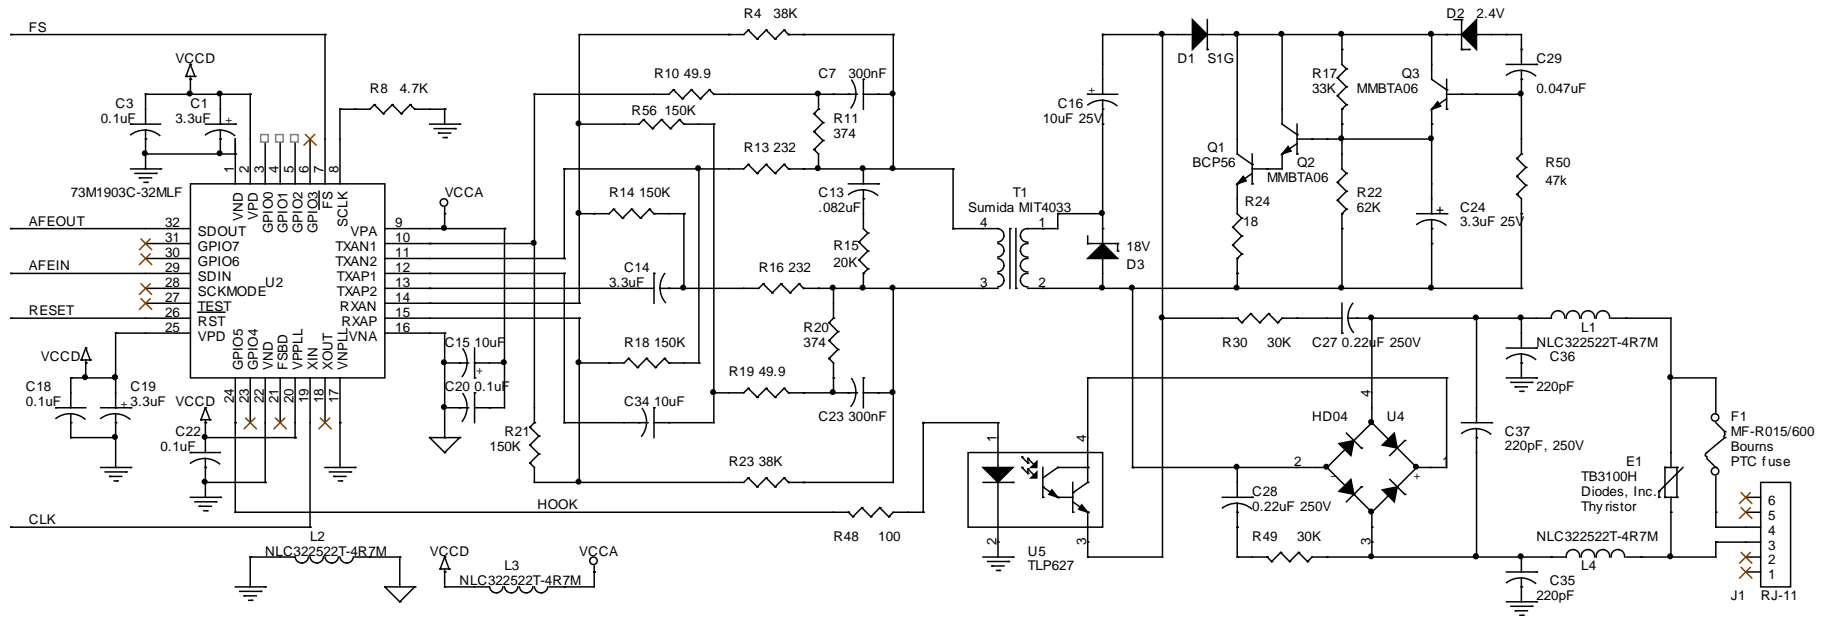 FS
VCCD
C3
0.1uF
C1
3.3uF
+
R8 4.7K
R4 38K
R10 49.9
C7 300nF
R56 150K
R11
374
R13 232
R14 150K
C13
.082uF
R15
20K
C14
3.3uF
R16 232
R20
374
R18 150K
R19 49.9
C34 10uF
C23 300nF
R21
150K
R23 38K
73M1903C-32MLF
1
2
3
4
5
6
7
8
VND
VPD
GPIO0
GPIO1
GPIO2
GPIO3
FS
SCLK
AFEOUT
AFEIN
RESET
CLK
32
31
30
29
28
27
26
25
SDOUT
GPIO7
GPIO6
SDIN
SCKMODE
TEST
RST
VPD
U2
VPA
TXAN1
TXAN2
TXAP1
TXAP2
RXAN
RXAP
VNA
9
10
11
12
13
14
15
16
GPIO5
GPIO4
VND
FSBD
VPPLL
XIN
XOUT
VNPLL
24
23
22
21
20
19
18
17
VCCA
C15 10uF
+
C20 0.1uF
VCCD
C18
0.1uF
C19
3.3uF
+
VCCD
C22
0.1uF
HOOK
R48 100
L2
NLC322522T-4R7M
VCCD
L3
NLC322522T-4R7M
VCCA
T1
Sumida MIT4033
4
1
3
2
C16
10uF 25V
+
18V
D3
D1 S1G
D2 2.4V
R17
33K
Q3
MMBTA06
C29
0.047uF
Q1
BCP56
Q2
MMBTA06
R24
18
R22
62K
R50
47k
C24
3.3uF 25V
+
R30 30K
C27 0.22uF 250V
L1
NLC322522T-4R7M
C36
220pF
HD04 U4
4
2
1
3
-
+
C37
220pF, 250V
C28
0.22uF 250V
R49 30K
U5
TLP627
1
2
4
3
F1
MF-R015/600
Bourns
PTC fuse
E1
TB3100H
Diodes, Inc.
Thyristor
NLC322522T-4R7M
L4
C35
220pF
6
5
4
3
2
1
J1 RJ-11